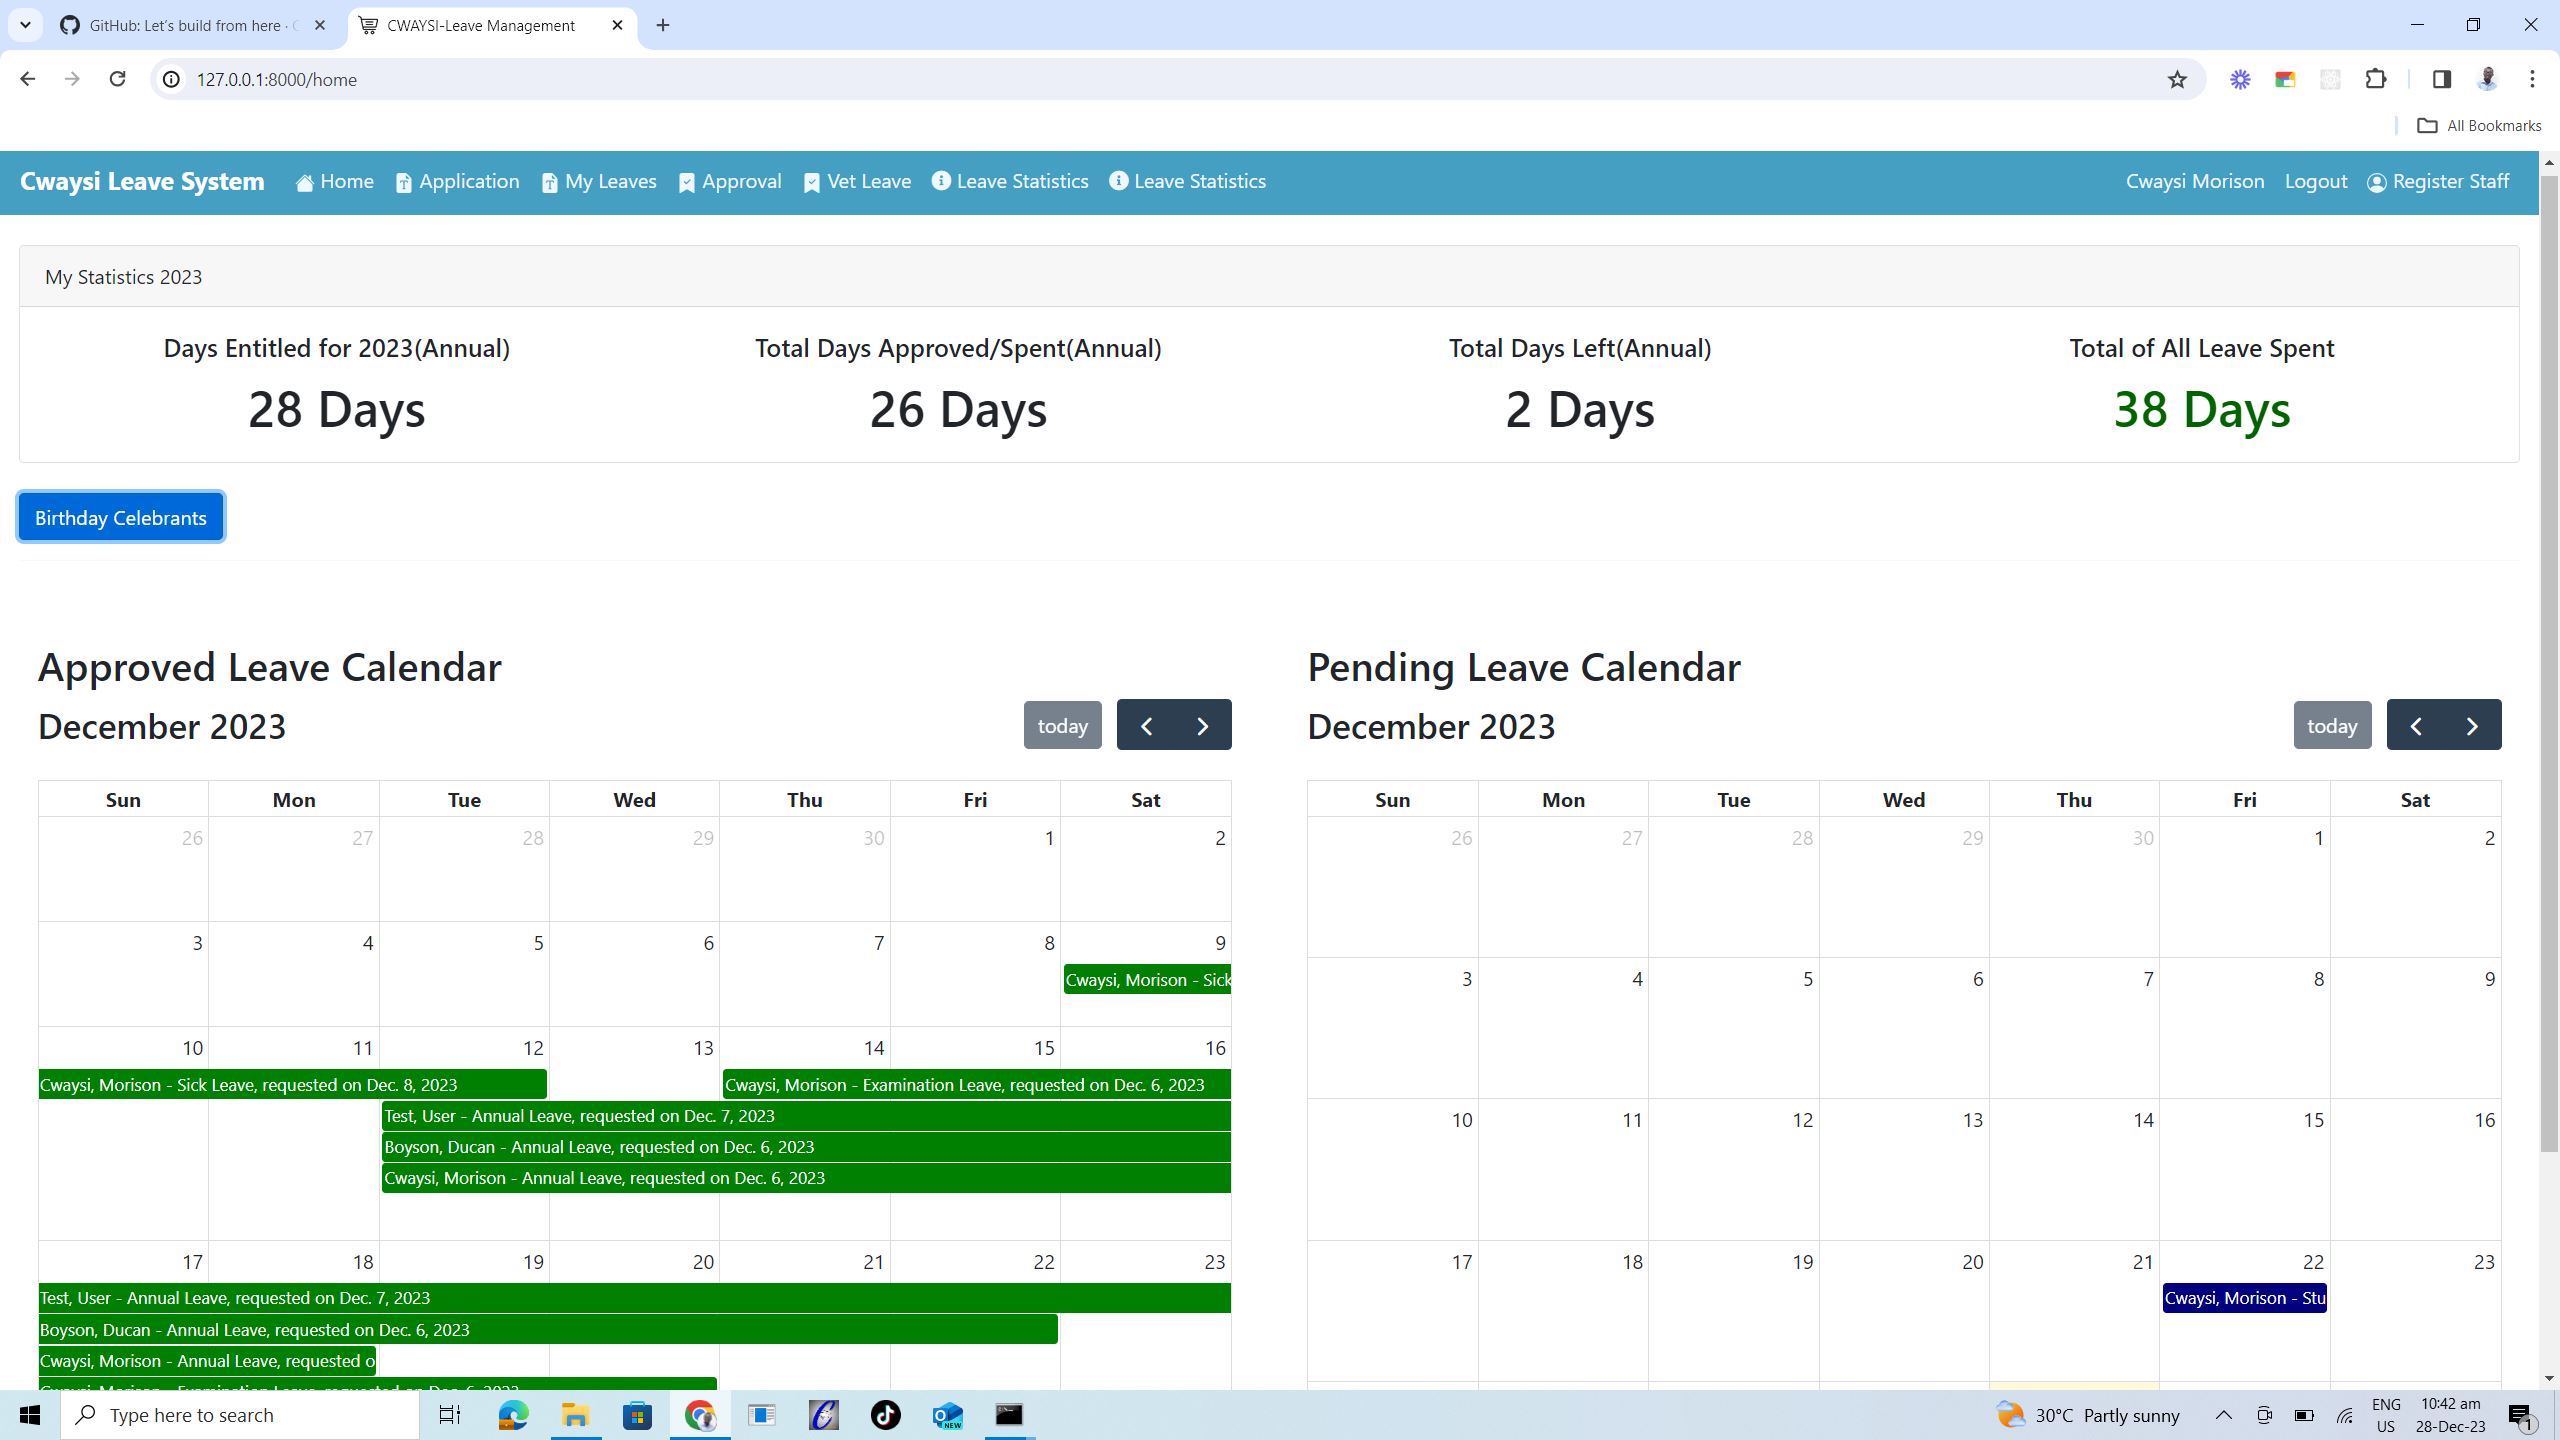 GitHub: Let's build from here ·
CWAYSI-Leave Management
127.0.0.1:8000/home
All Bookmarks
Cwaysi Leave System Home Application My Leaves Approval Vet Leave Leave Statistics Leave Statistics Cwaysi Morison Logout Register Staff
My Statistics 2023
Days Entitled for 2023(Annual) Total Days Approved/Spent(Annual) Total Days Left(Annual) Total of All Leave Spent
28 Days 26 Days 2 Days 38 Days
Birthday Celebrants
Approved Leave Calendar
December 2023 today
Sun Mon Tue Wed Thu Fri Sat
26 27 28 29 30 1 2
3 4 5 6 7 8 9
Cwaysi, Morison - Sick
10 11 12 13 14 15 16
Cwaysi, Morison - Sick Leave, requested on Dec. 8, 2023 Cwaysi, Morison - Examination Leave, requested on Dec. 6, 2023
Test, User - Annual Leave, requested on Dec. 7, 2023
Boyson, Ducan - Annual Leave, requested on Dec. 6, 2023
Cwaysi, Morison - Annual Leave, requested on Dec. 6, 2023
17 18 19 20 21 22 23
Test, User - Annual Leave, requested on Dec. 7, 2023
Boyson, Ducan - Annual Leave, requested on Dec. 6, 2023
Cwaysi, Morison - Annual Leave, requested o
Cwaysi, Morison - Examination Leave, requested on Dec. 6, 2023
Pending Leave Calendar
December 2023 today
Sun Mon Tue Wed Thu Fri Sat
26 27 28 29 30 1 2
3 4 5 6 7 8 9
10 11 12 13 14 15 16
17 18 19 20 21 22 23
Cwaysi, Morison - Stu
Type here to search
NEW
30°C Partly sunny
ENG
US
10:42 am
28-Dec-23
1